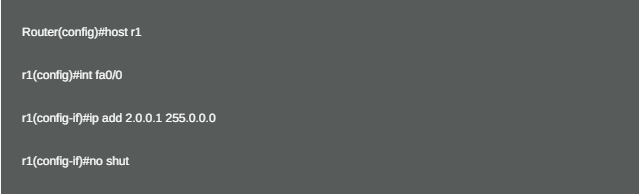 Router(config)#host r1
r1(config)#int fa0/0
r1(config-if)#ip add 2.0.0.1 255.0.0.0
r1(config-if)#no shut